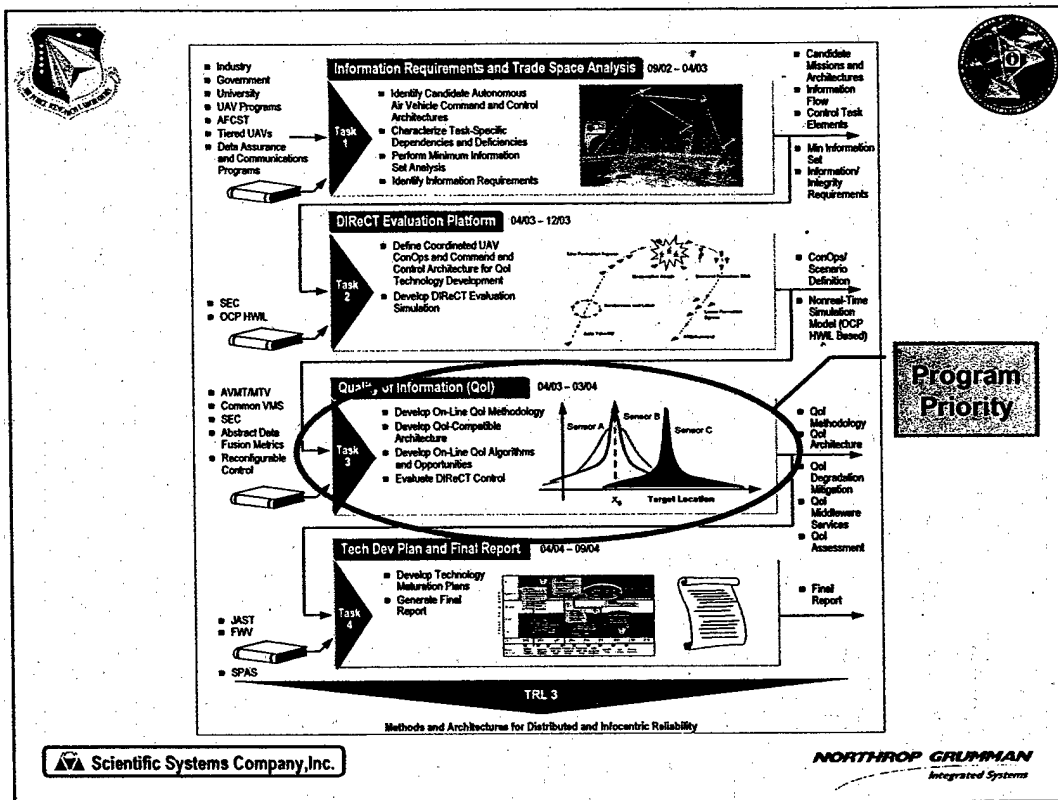 Industry
Government
University
UAV Programs
AFCST
Tiered UAVs
Data Assurance
and Communications
Programs
Information Requirements and Trade Space Analysis 09/02 – 04/03
Task
1
Identify Candidate Autonomous
Air Vehicle Command and Control
Architectures
Characterize Task-Specific
Dependencies and Deficiencies
Perform Minimum Information
Set Analysis
Identify Information Requirements
Candidate
Missions and
Architectures
Information
Flow
Control Task
Elements
Min Information
Set
Information/
Integrity
Requirements
DIReCT Evaluation Platform 04/03 – 12/03
SEC
OCP HWIL
Task
2
Define Coordinated UAV
ConOps and Command and
Control Architecture for QoI
Technology Development
Develop DIReCT Evaluation
Simulation
ConOps/
Scenario
Definition
Nonreal-Time
Simulation
Model (OCP
HWIL Based)
Program
Priority
Quality of Information (QoI) 04/03 – 03/04
AVMT/MTV
Common VMS
SEC
Abstract Data
Fusion Metrics
Reconfigurable
Control
Task
3
Develop On-Line QoI Methodology
Develop QoI-Compatible
Architecture
Develop On-Line QoI Algorithms
and Opportunities
Evaluate DIReCT Control
Sensor A
Sensor B
Sensor C
X₀
Target Location
QoI
Methodology
QoI
Architecture
QoI
Degradation
Mitigation
QoI
Middleware
Services
QoI
Assessment
Tech Dev Plan and Final Report 04/04 – 09/04
JAST
FWV
SPAS
Task
4
Develop Technology
Maturation Plans
Generate Final
Report
Final
Report
TRL 3
Methods and Architectures for Distributed and Infocentric Reliability
Scientific Systems Company, Inc.
NORTHROP GRUMMAN
Integrated Systems